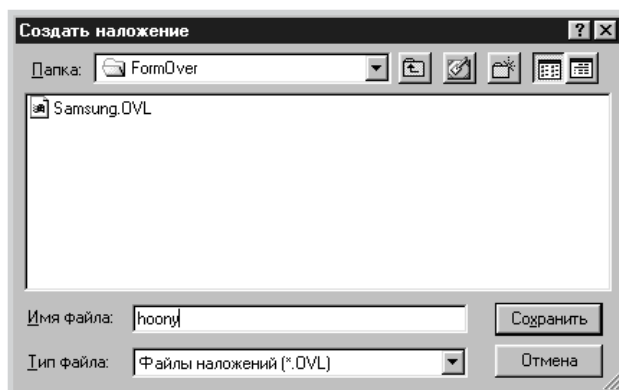 Создать наложение
Папка: FormOver
Samsung.OVL
Имя файла: hoony Сохранить
Тип файла: Файлы наложений (*.OVL) Отмена